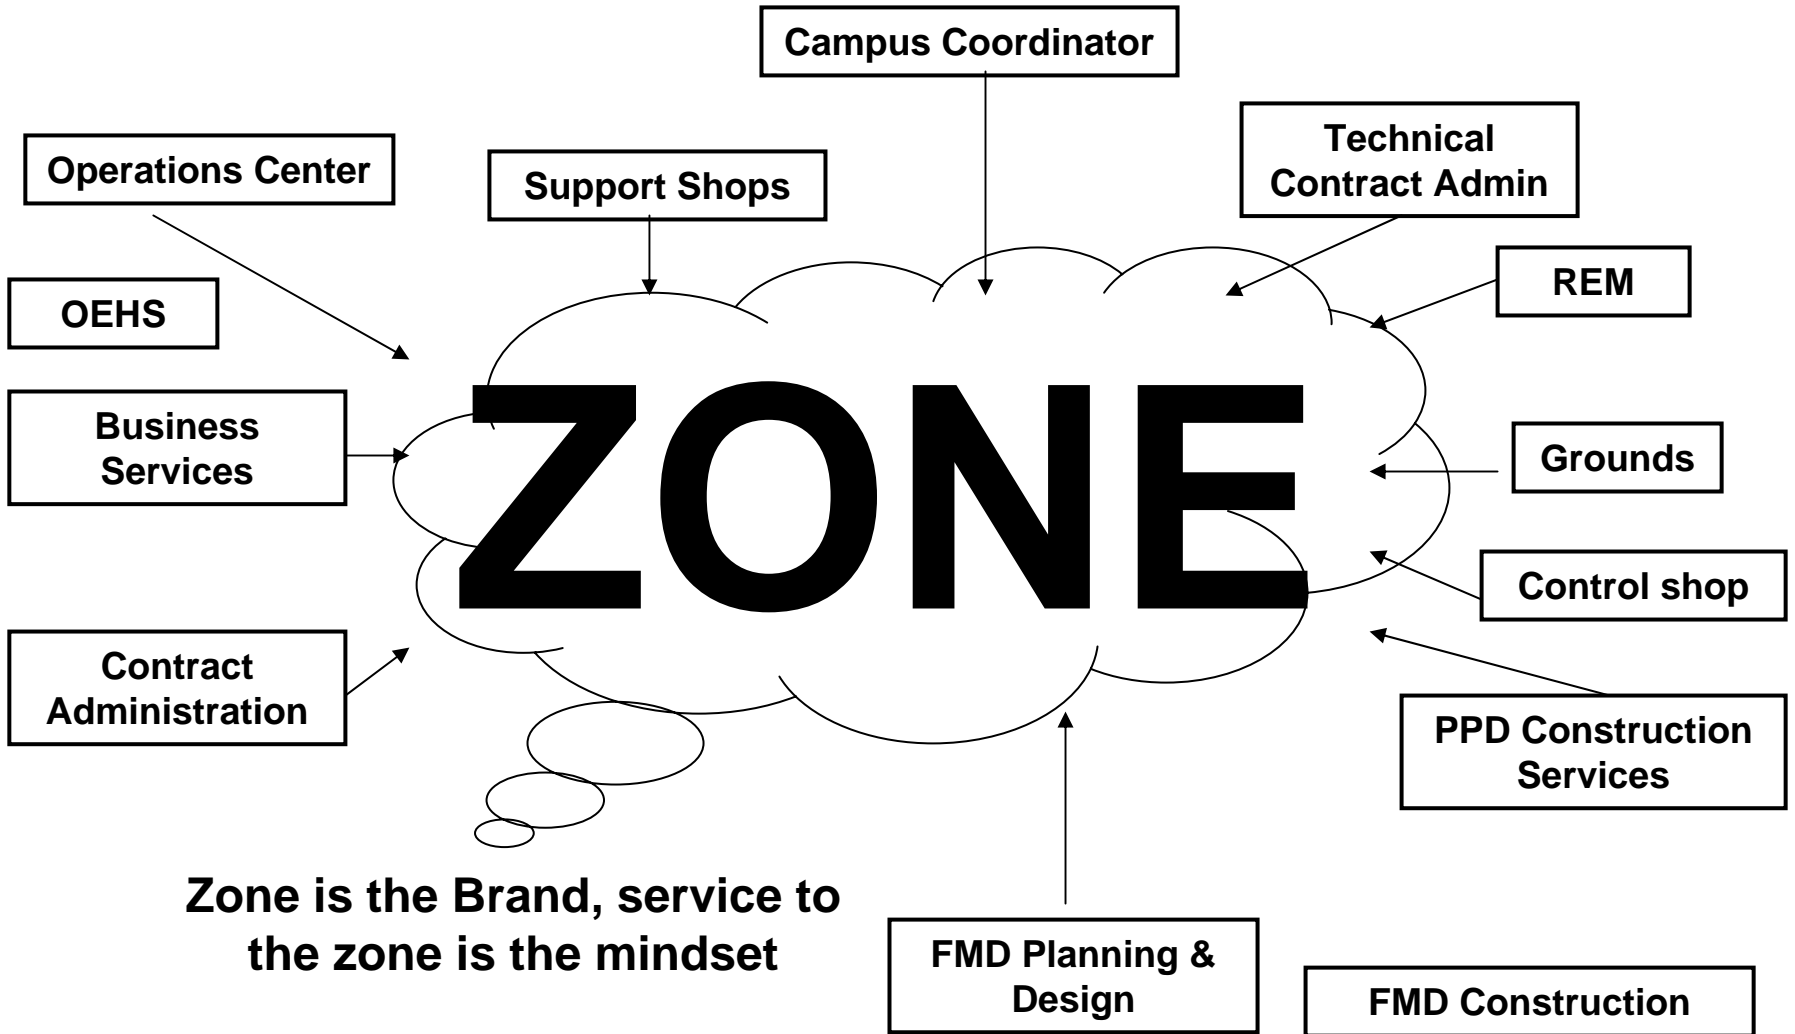 Campus Coordinator
Technical
Contract Admin
Operations Center
Support Shops
REM
OEHS
Business
Services
ZONE
Grounds
Control shop
Contract
Administration
PPD Construction
Services
Zone is the Brand, service to
the zone is the mindset
FMD Planning &
Design
FMD Construction